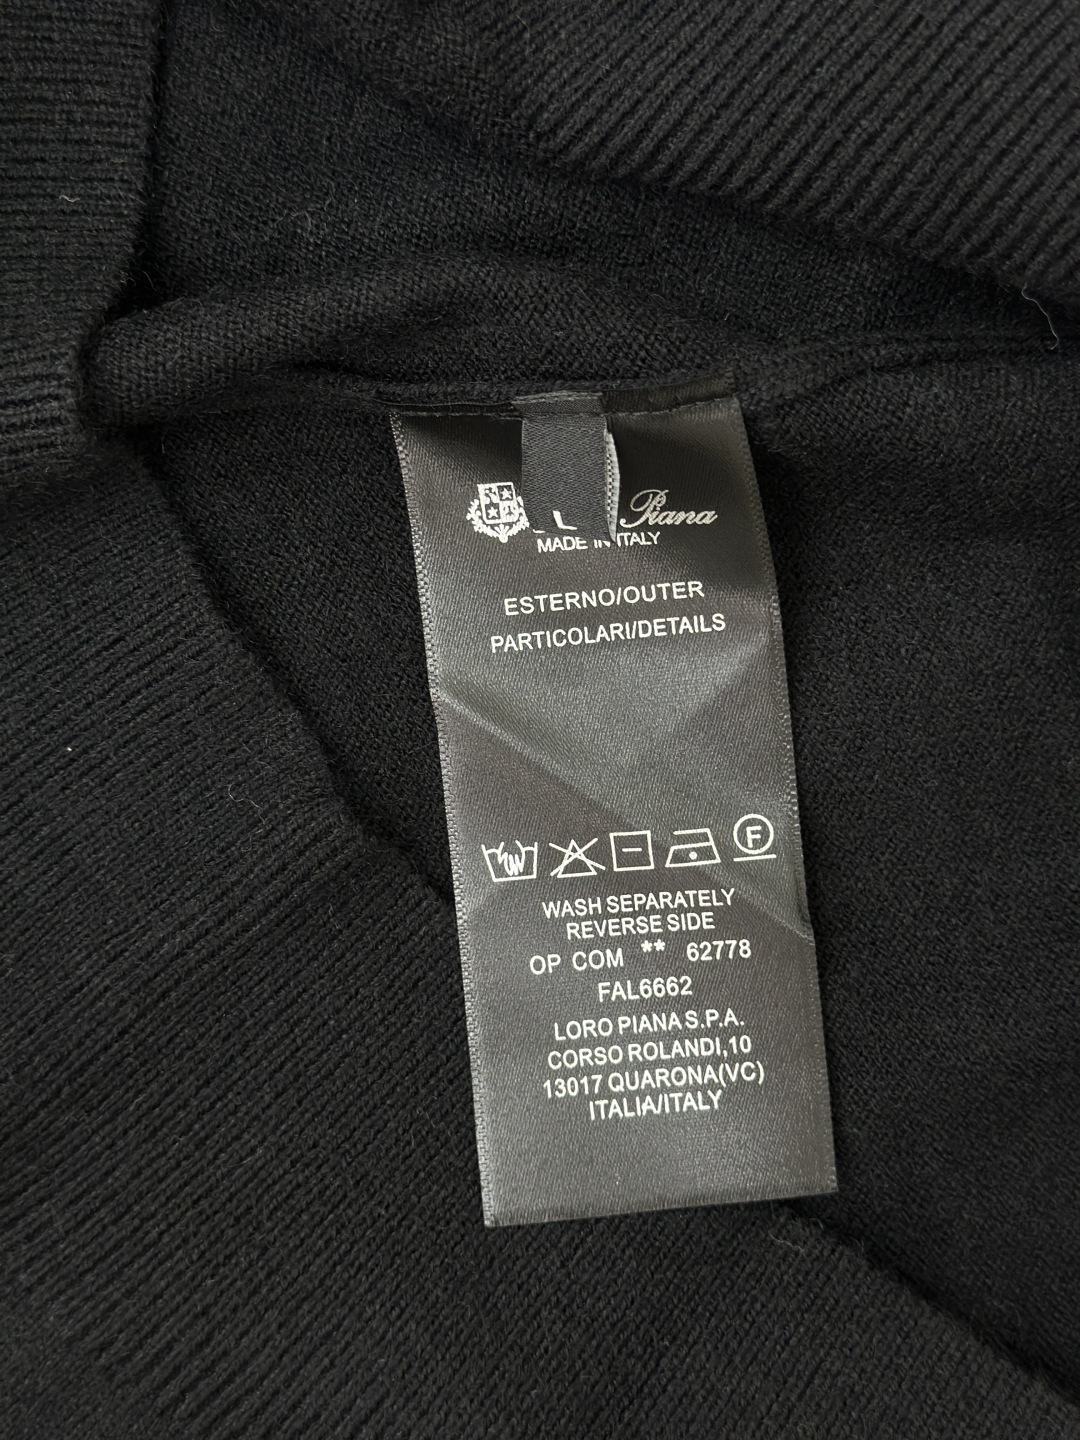 L
Piana
MADE IN ITALY
ESTERNO/OUTER
PARTICOLARI/DETAILS
F
WASH SEPARATELY
REVERSE SIDE
OP COM ** 62778
FAL6662
LORO PIANA S.P.A.
CORSO ROLANDI,10
13017 QUARONA(VC)
ITALIA/ITALY